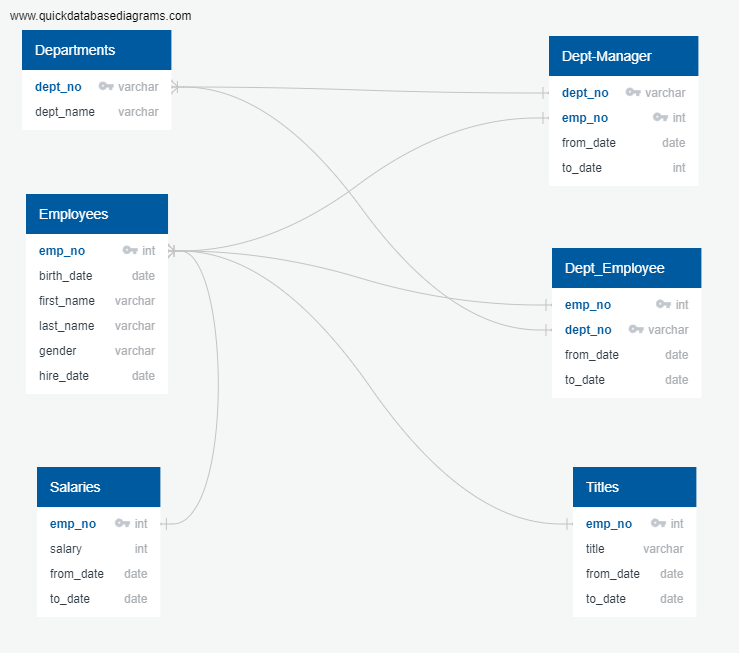 www.quickdatabasediagrams.com
Departments
dept_no varchar
dept_name varchar
Employees
emp_no int
birth_date date
first_name varchar
last_name varchar
gender varchar
hire_date date
Salaries
emp_no int
salary int
from_date date
to_date date
Dept-Manager
dept_no varchar
emp_no int
from_date date
to_date int
Dept_Employee
emp_no int
dept_no varchar
from_date date
to_date date
Titles
emp_no int
title varchar
from_date date
to_date date